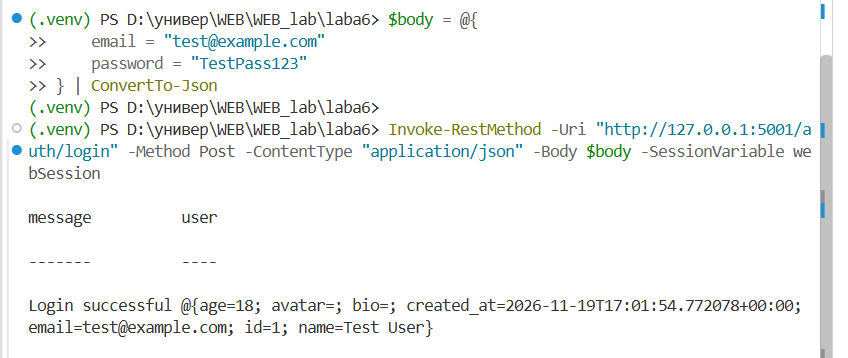 (.venv) PS D:\универ\WEB\WEB_lab\laba6> $body = @{
>>     email = "test@example.com"
>>     password = "TestPass123"
>> } | ConvertTo-Json
(.venv) PS D:\универ\WEB\WEB_lab\laba6>
(.venv) PS D:\универ\WEB\WEB_lab\laba6> Invoke-RestMethod -Uri "http://127.0.0.1:5001/a
uth/login" -Method Post -ContentType "application/json" -Body $body -SessionVariable we
bSession
message          user
-------          ----
Login successful @{age=18; avatar=; bio=; created_at=2026-11-19T17:01:54.772078+00:00;
email=test@example.com; id=1; name=Test User}